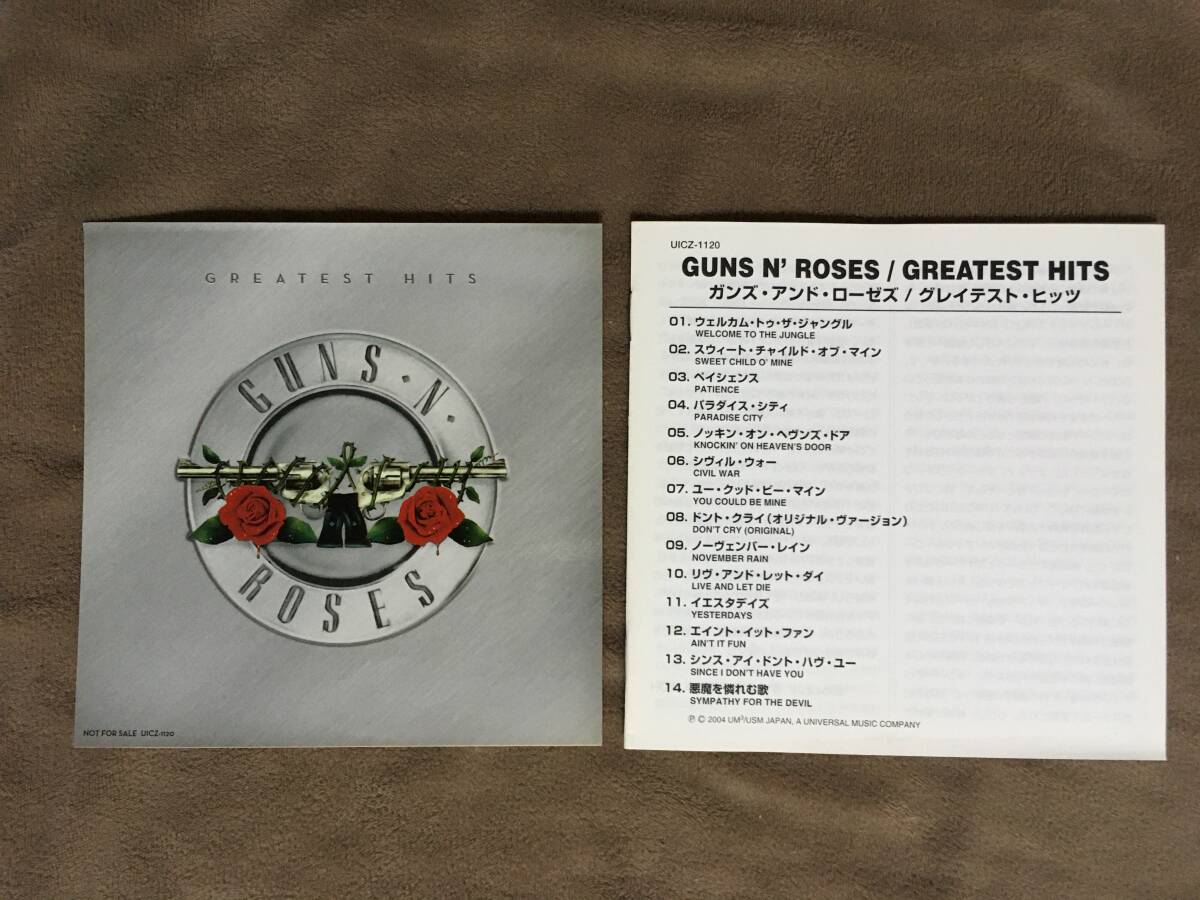 GREATEST HITS
GUNS · N ·
ROSES
NOT FOR SALE UICZ-1120
UICZ-1120
GUNS N' ROSES / GREATEST HITS
ガンズ・アンド・ローゼズ / グレイテスト・ヒッツ
01. ウェルカム・トゥ・ザ・ジャングル
WELCOME TO THE JUNGLE
02. スウィート・チャイルド・オブ・マイン
SWEET CHILD O' MINE
03. ペイシェンス
PATIENCE
04. パラダイス・シティ
PARADISE CITY
05. ノッキン・オン・ヘヴンズ・ドア
KNOCKIN' ON HEAVEN'S DOOR
06. シヴィル・ウォー
CIVIL WAR
07. ユー・クッド・ビー・マイン
YOU COULD BE MINE
08. ドント・クライ(オリジナル・ヴァージョン)
DON'T CRY (ORIGINAL)
09. ノーヴェンバー・レイン
NOVEMBER RAIN
10. リヴ・アンド・レット・ダイ
LIVE AND LET DIE
11. イエスタデイズ
YESTERDAYS
12. エイント・イット・ファン
AIN'T IT FUN
13. シンス・アイ・ドント・ハヴ・ユー
SINCE I DON'T HAVE YOU
14. 悪魔を憐れむ歌
SYMPATHY FOR THE DEVIL
℗ © 2004 UM³/USM JAPAN, A UNIVERSAL MUSIC COMPANY